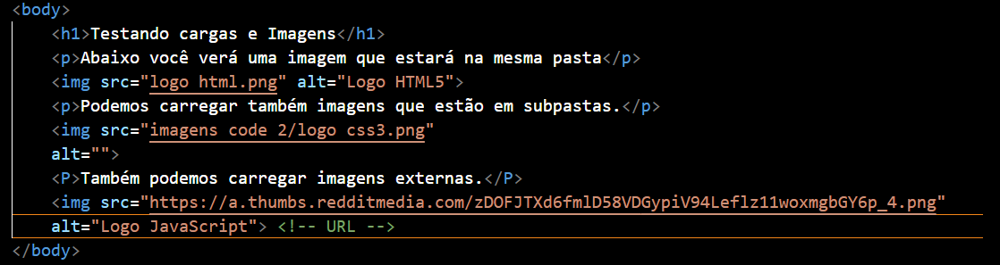 <body>
<h1>Testando cargas e Imagens</h1>
<p>Abaixo você verá uma imagem que estará na mesma pasta</p>
<img src="logo html.png" alt="Logo HTML5">
<p>Podemos carregar também imagens que estão em subpastas.</p>
<img src="imagens code 2/logo css3.png"
alt="">
<P>Também podemos carregar imagens externas.</P>
<img src="https://a.thumbs.redditmedia.com/zDOFJTXd6fmlD58VDGypiV94Leflz11woxmgbGY6p_4.png"
alt="Logo JavaScript"> <!-- URL -->
</body>